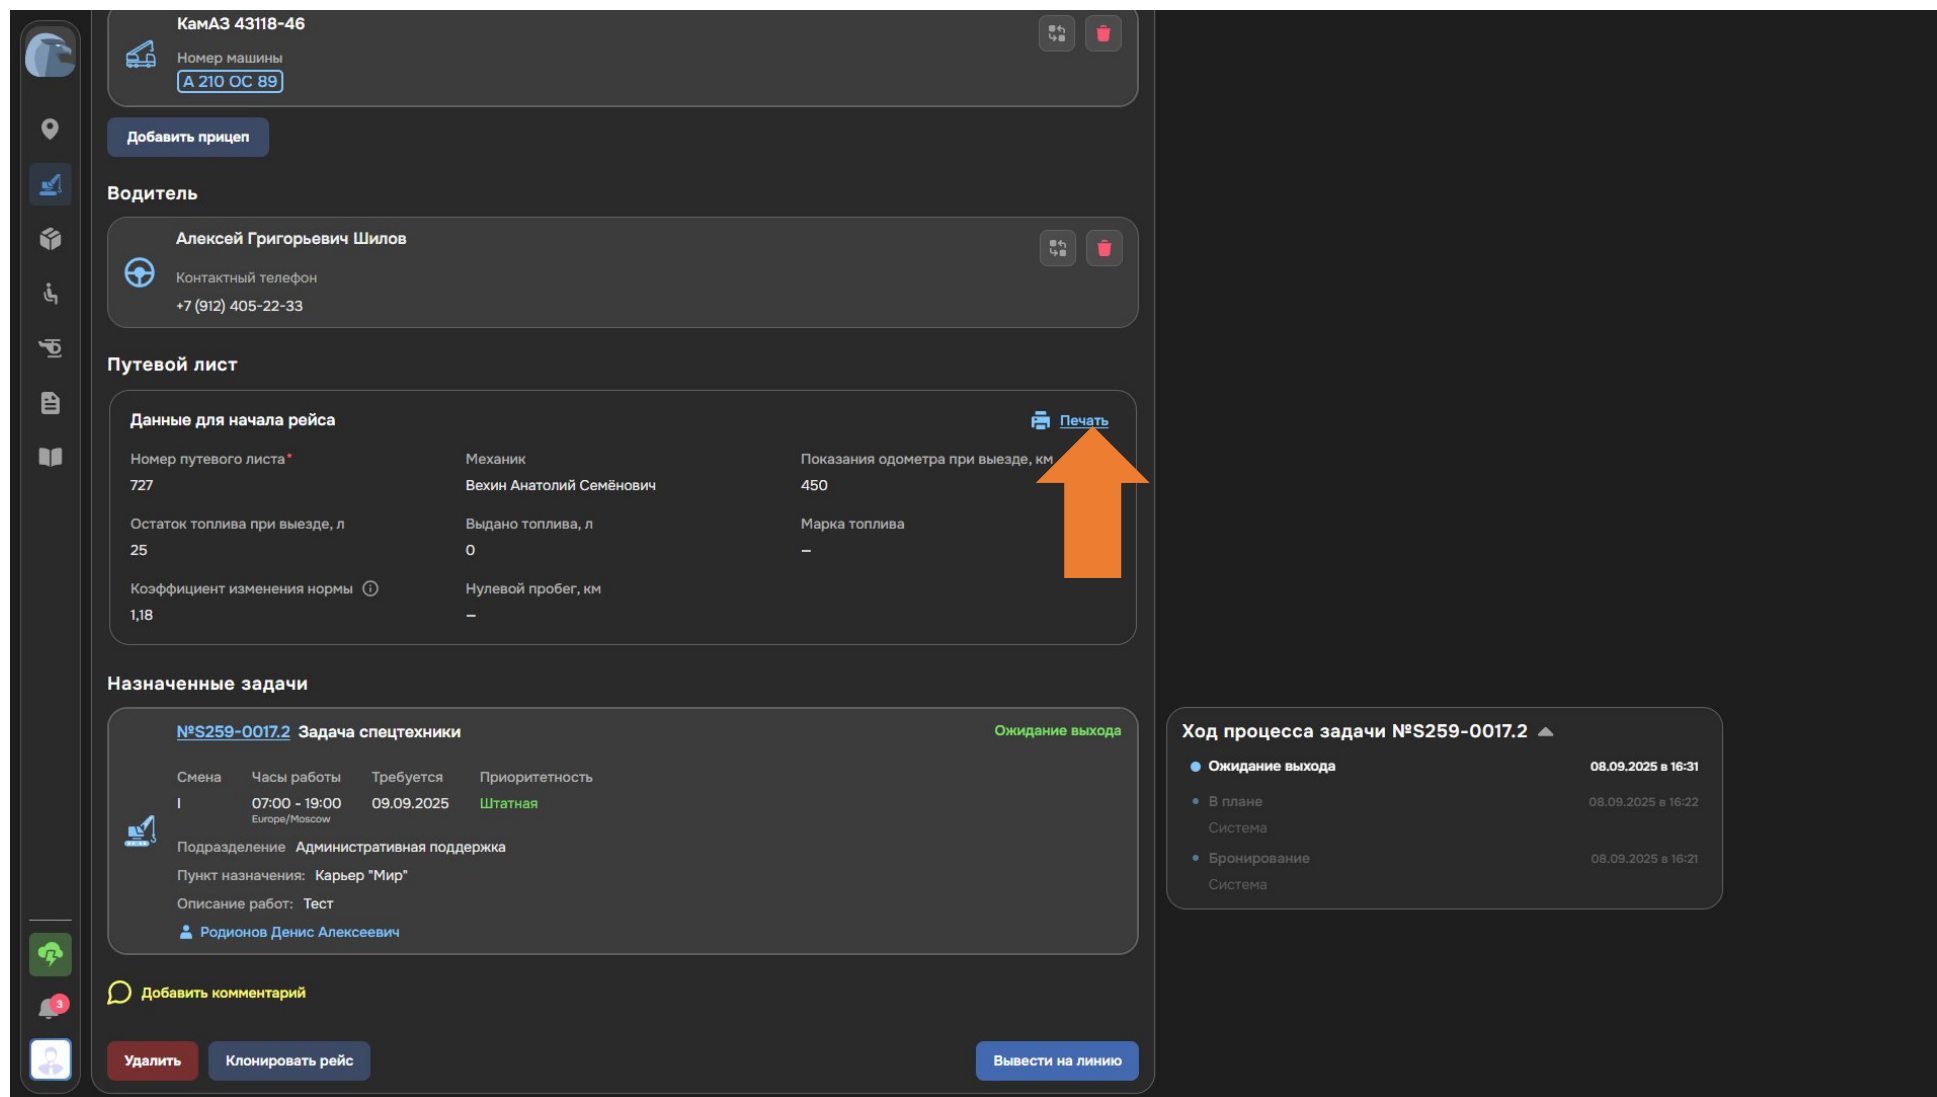 КамАЗ 43118-46
Номер машины
А 210 ОС 89
Добавить прицеп
Водитель
Алексей Григорьевич Шилов
Контактный телефон
+7 (912) 405-22-33
Путевой лист
Данные для начала рейса
Печать
Номер путевого листа* Механик Показания одометра при выезде, км
727 Вехин Анатолий Семёнович 450
Остаток топлива при выезде, л Выдано топлива, л Марка топлива
25 0 —
Коэффициент изменения нормы Нулевой пробег, км
1,18 —
Назначенные задачи
№S259-0017.2 Задача спецтехники Ожидание выхода
Смена Часы работы Требуется Приоритетность
I 07:00 - 19:00 09.09.2025 Штатная
Europe/Moscow
Подразделение Административная поддержка
Пункт назначения: Карьер "Мир"
Описание работ: Тест
Родионов Денис Алексеевич
Ход процесса задачи №S259-0017.2
Ожидание выхода 08.09.2025 в 16:31
В плане 08.09.2025 в 16:22
Система
Бронирование 08.09.2025 в 16:21
Система
Добавить комментарий
3
Удалить Клонировать рейс Вывести на линию